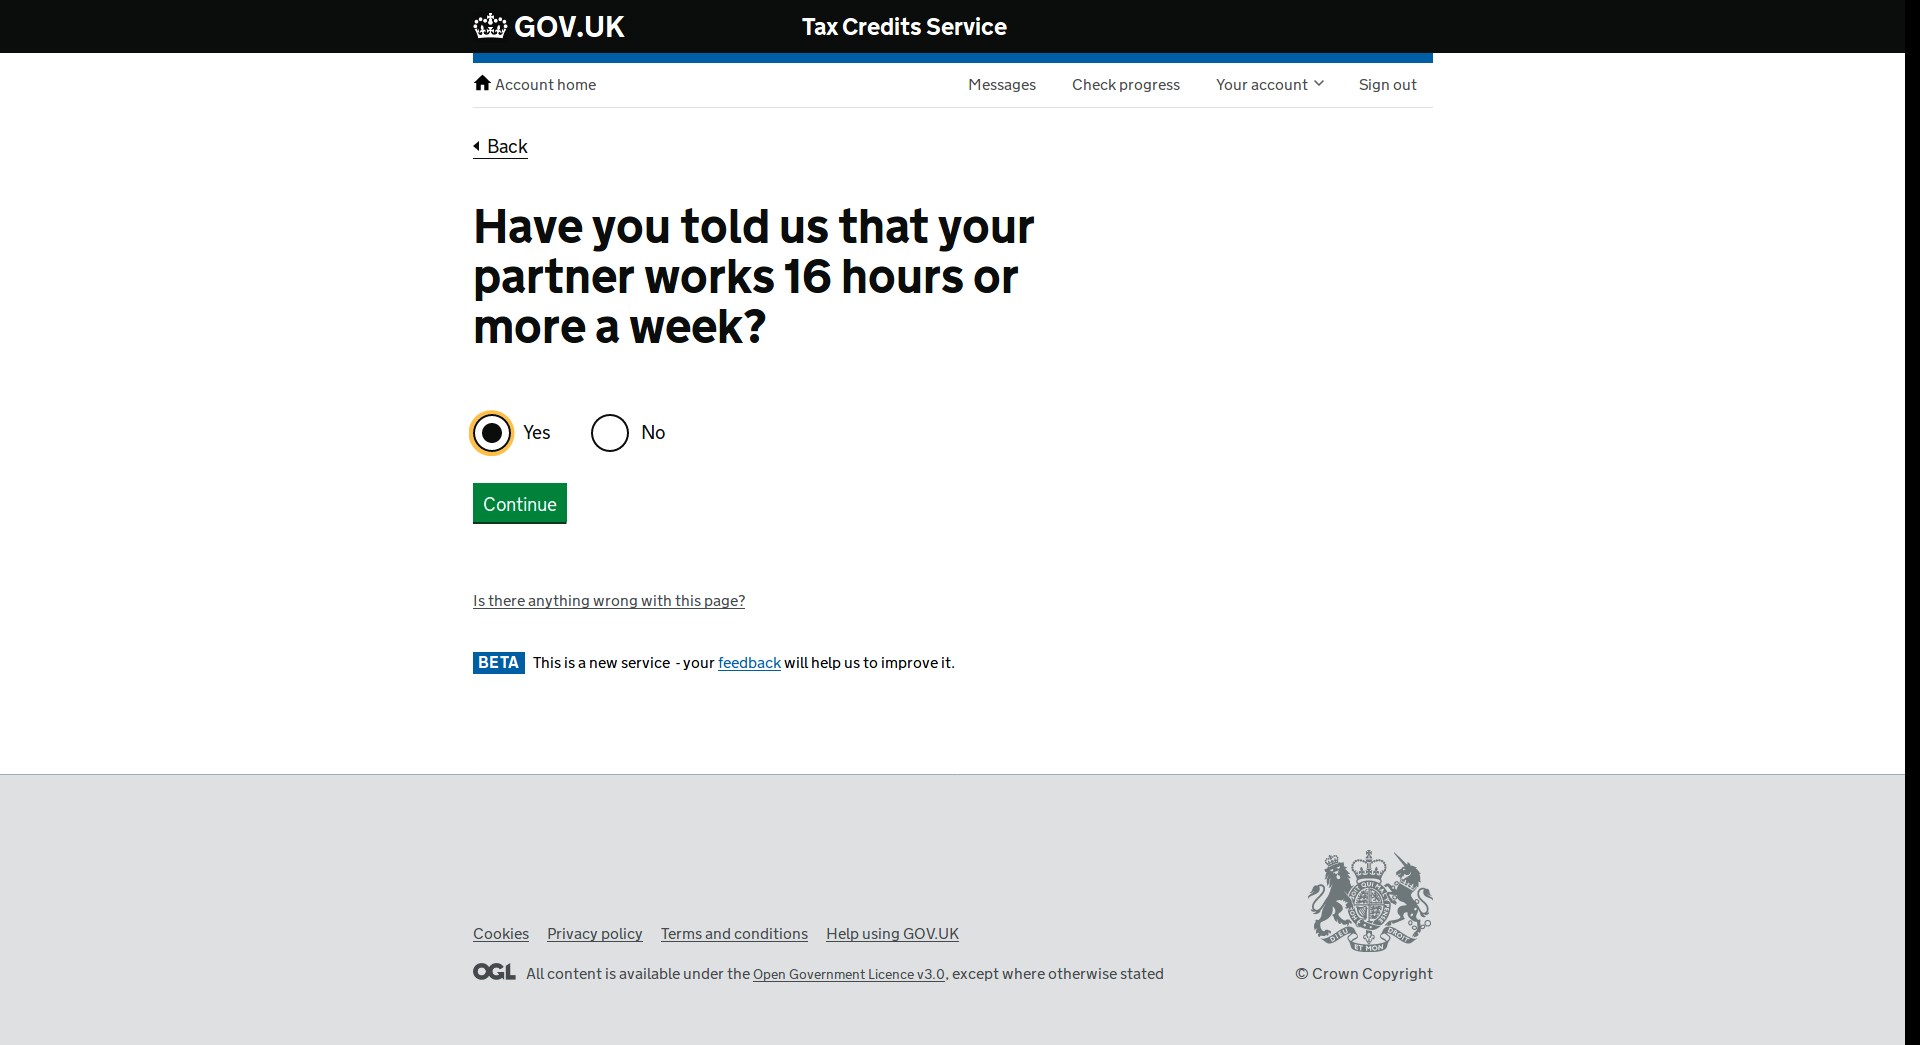 GOV.UK
Tax Credits Service
Account home
Messages
Check progress
Your account
Sign out
Back
Have you told us that your
partner works 16 hours or
more a week?
Yes
No
Continue
Is there anything wrong with this page?
BETA This is a new service - your feedback will help us to improve it.
Cookies
Privacy policy
Terms and conditions
Help using GOV.UK
OGL All content is available under the Open Government Licence v3.0, except where otherwise stated
© Crown Copyright